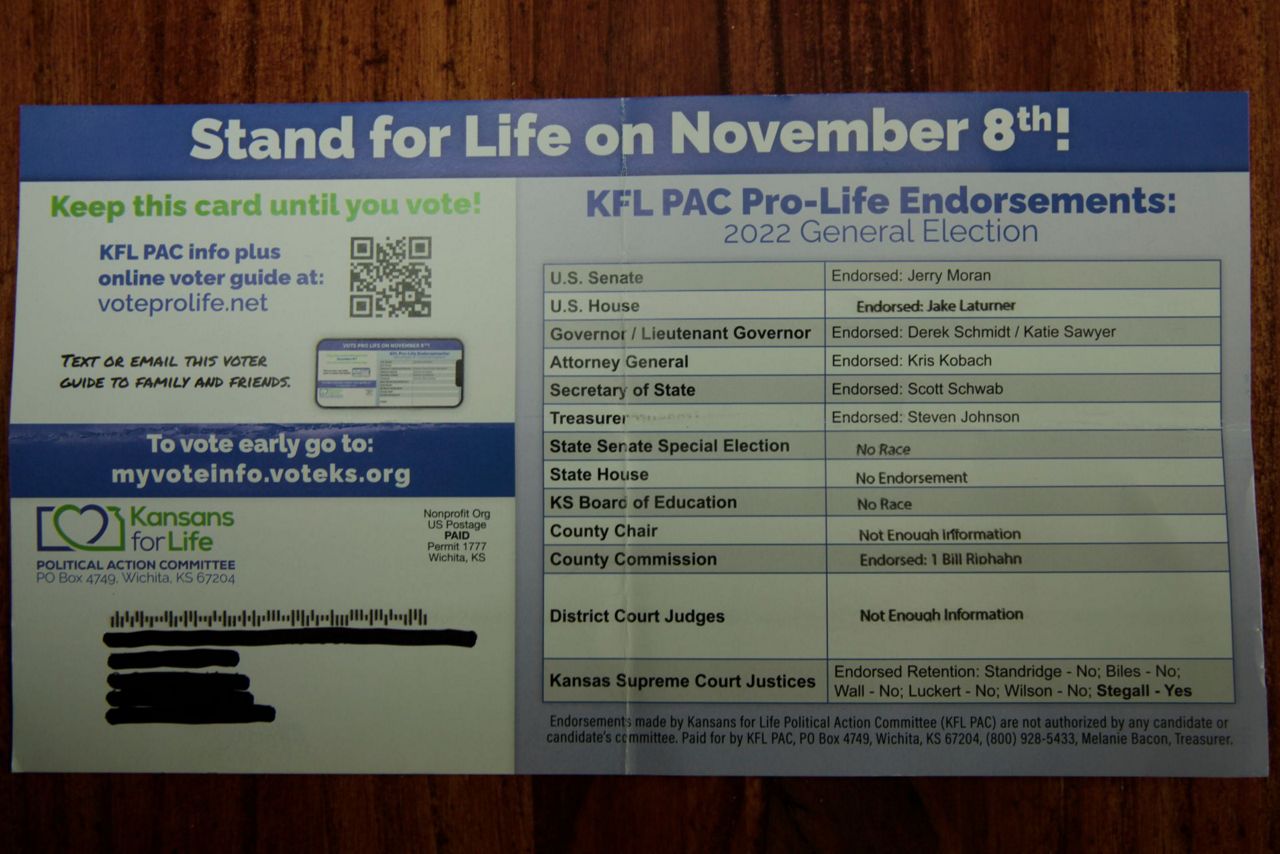 Stand for Life on November 8th!
Keep this card until you vote!
KFL PAC info plus
online voter guide at:
voteprolife.net
TEXT OR EMAIL THIS VOTER
GUIDE TO FAMILY AND FRIENDS.
VOTE PRO LIFE ON NOVEMBER 8TH!
To vote early go to:
myvoteinfo.voteks.org
Kansans
for Life
POLITICAL ACTION COMMITTEE
PO Box 4749, Wichita, KS 67204
Nonprofit Org
US Postage
PAID
Permit 1777
Wichita, KS
KFL PAC Pro-Life Endorsements:
2022 General Election
U.S. Senate Endorsed: Jerry Moran
U.S. House Endorsed: Jake Laturner
Governor / Lieutenant Governor Endorsed: Derek Schmidt / Katie Sawyer
Attorney General Endorsed: Kris Kobach
Secretary of State Endorsed: Scott Schwab
Treasurer Endorsed: Steven Johnson
State Senate Special Election No Race
State House No Endorsement
KS Board of Education No Race
County Chair Not Enough Information
County Commission Endorsed: 1 Bill Riphahn
District Court Judges Not Enough Information
Kansas Supreme Court Justices Endorsed Retention: Standridge - No; Biles - No;
Wall - No; Luckert - No; Wilson - No; Stegall - Yes
Endorsements made by Kansans for Life Political Action Committee (KFL PAC) are not authorized by any candidate or
candidate's committee. Paid for by KFL PAC, PO Box 4749, Wichita, KS 67204, (800) 928-5433, Melanie Bacon, Treasurer.